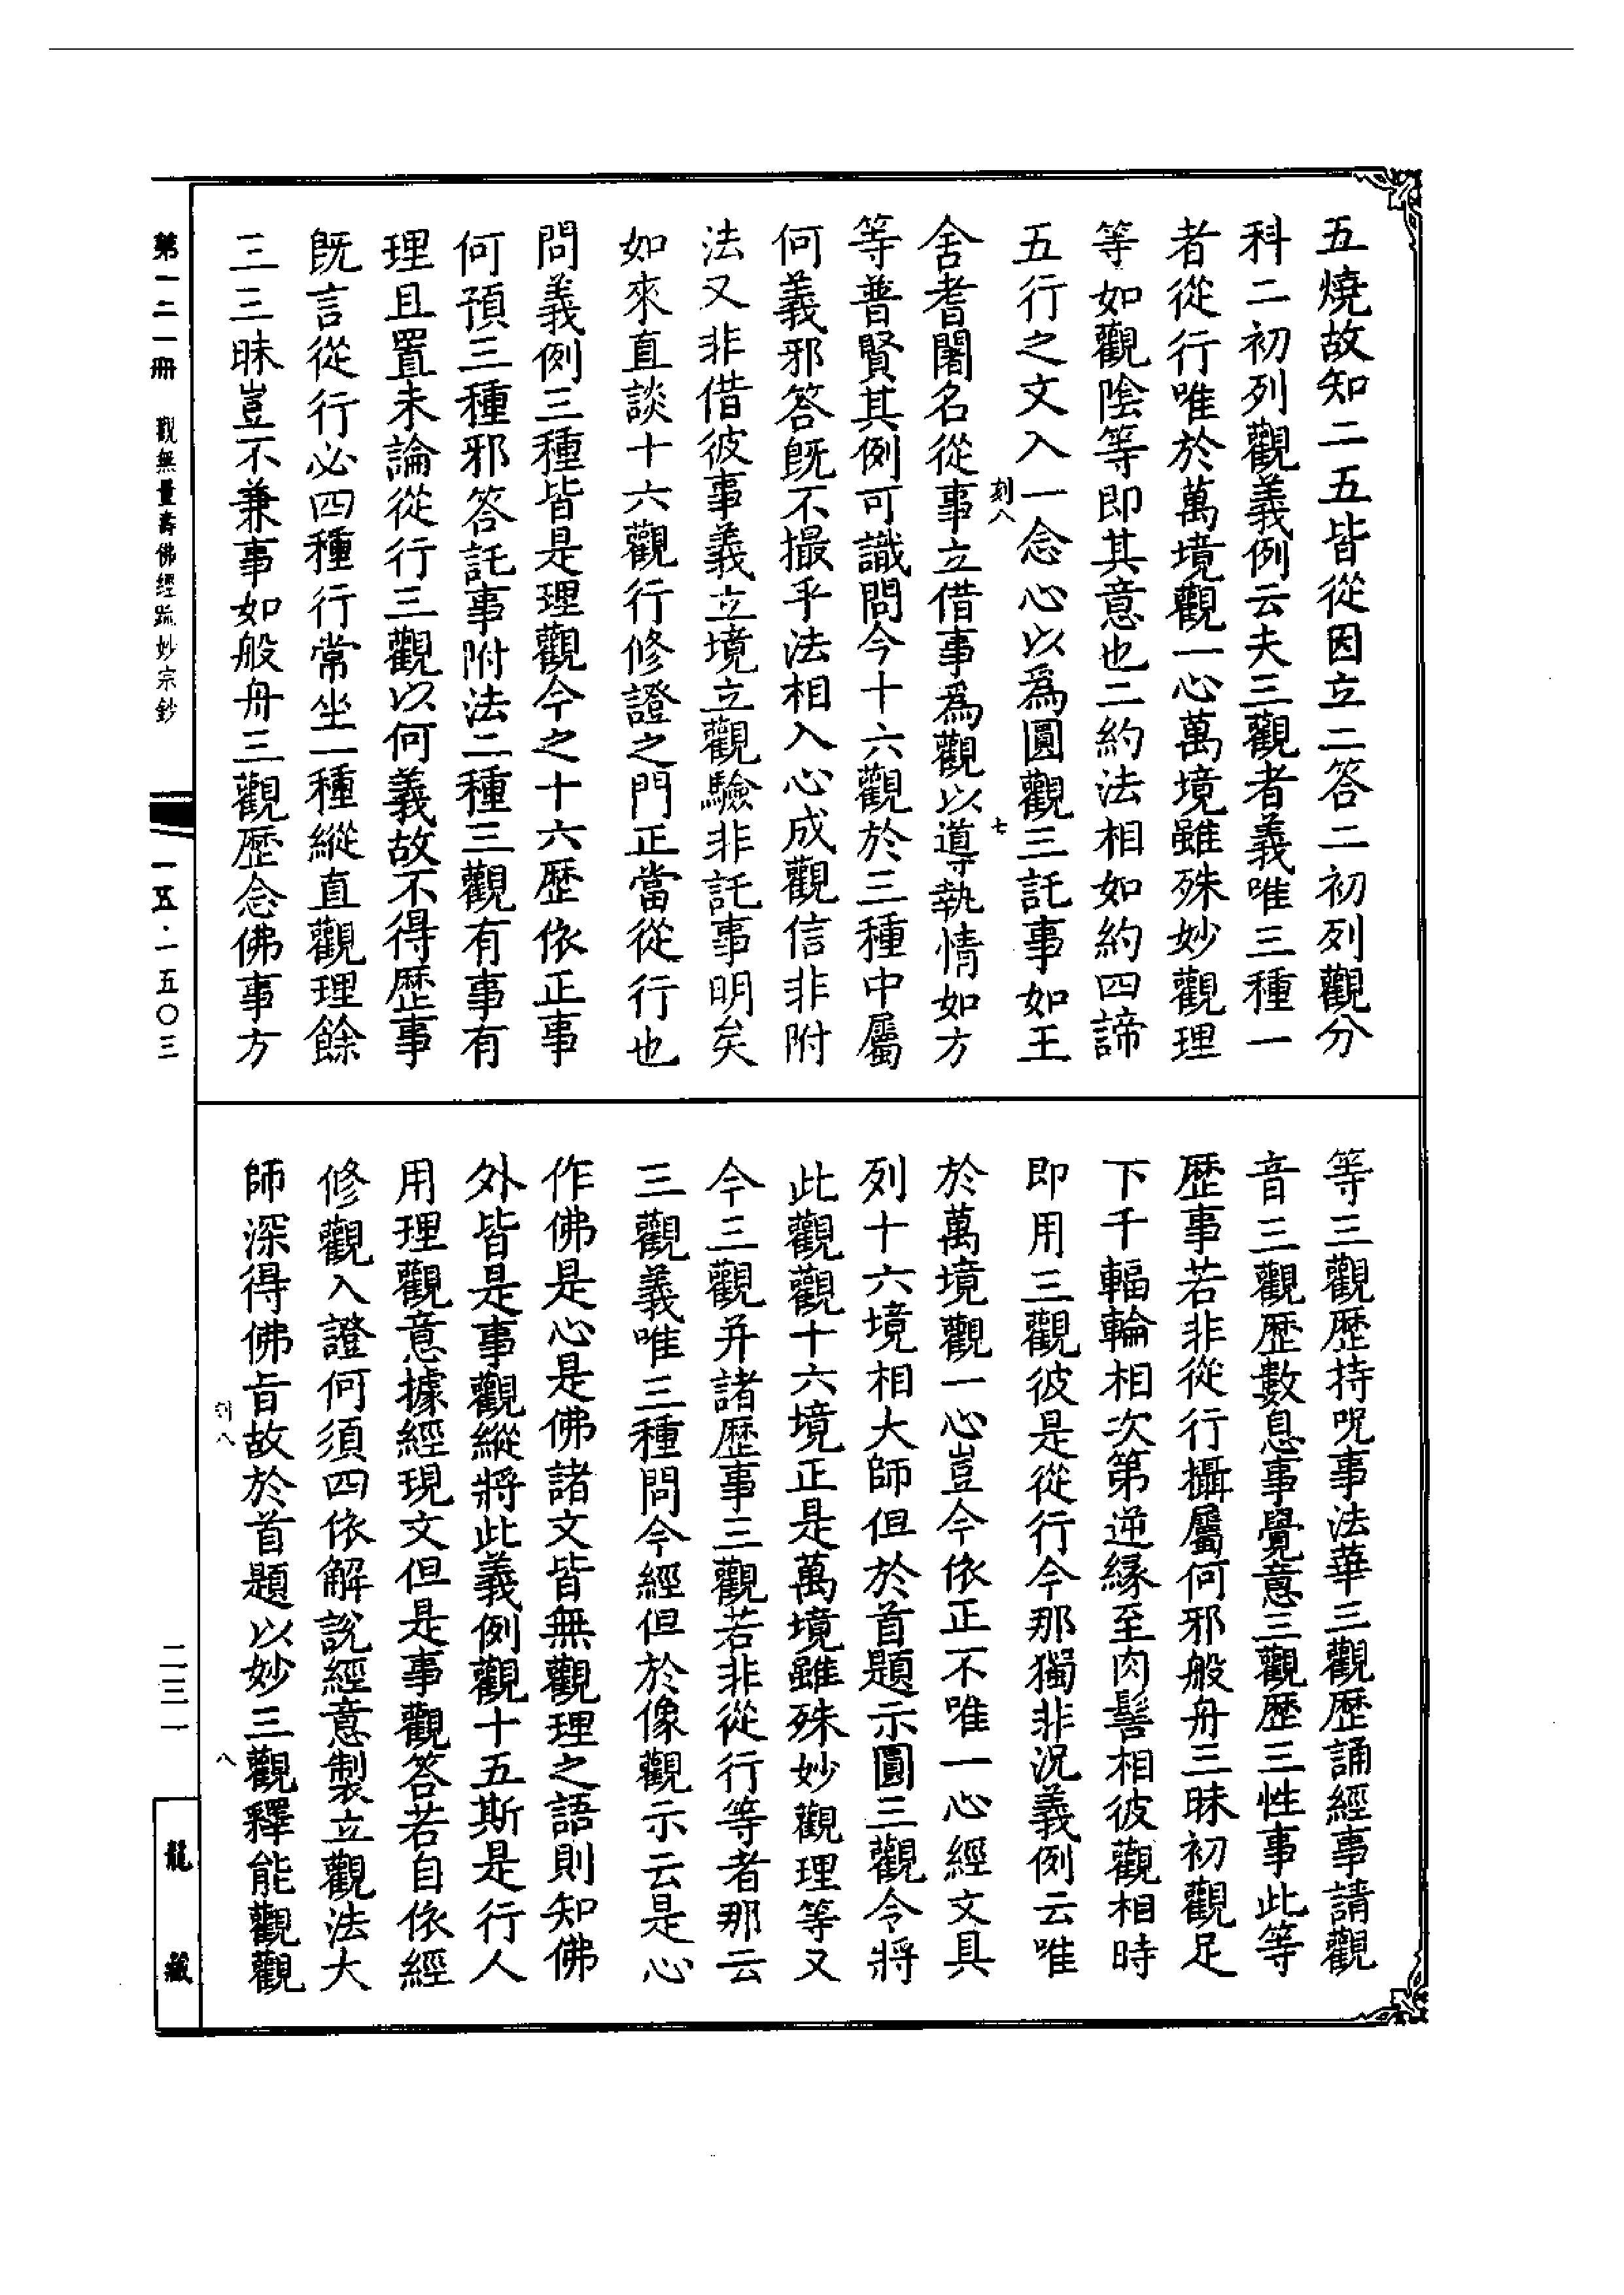 五燒故知二五皆從因立二答二初列觀分
科二初列觀義例云夫三觀者義唯三種一
者從行唯於萬境觀一心萬境雖殊妙觀理
等如觀陰等即其意也二約法相如約四諦
五行之文入一念心以為圓觀三託事如王
舍耆闍名從事立借事為觀以導執情如方
等普賢其例可識問今十六觀於三種中屬
何義邪答既不撮乎法相入心成觀信非附
法又非借彼事義立境立觀驗非託事明矣
如來直談十六觀行修證之門正當從行也
問義例三種皆是理觀今之十六歷依正事
何預三種邪答託事附法二種三觀有事有
理且置未論從行三觀以何義故不得歷事
既言從行必四種行常坐一種縱直觀理餘
三三昧豈不兼事如般舟三觀歷念佛事方
刻八
七
第一二一冊 觀無量壽佛經疏妙宗鈔
一五·一五〇三
等三觀歷持呪事法華三觀歷誦經事請觀
音三觀歷數息事覺意三觀歷三性事此等
歷事若非從行攝屬何邪般舟三昧初觀足
下千輻輪相次第逆緣至肉髻相彼觀相時
即用三觀彼是從行今那獨非況義例云唯
於萬境觀一心豈今依正不唯一心經文具
列十六境相大師但於首題示圓三觀令將
此觀觀十六境正是萬境雖殊妙觀理等又
今三觀并諸歷事三觀若非從行等者那云
三觀義唯三種問今經但於像觀示云是心
作佛是心是佛諸文皆無觀理之語則知佛
外皆是事觀縱將此義例觀十五斯是行人
用理觀意據經現文但是事觀答若自依經
修觀入證何須四依解說經意製立觀法大
師深得佛旨故於首題以妙三觀釋能觀觀
八
二三一
龍藏